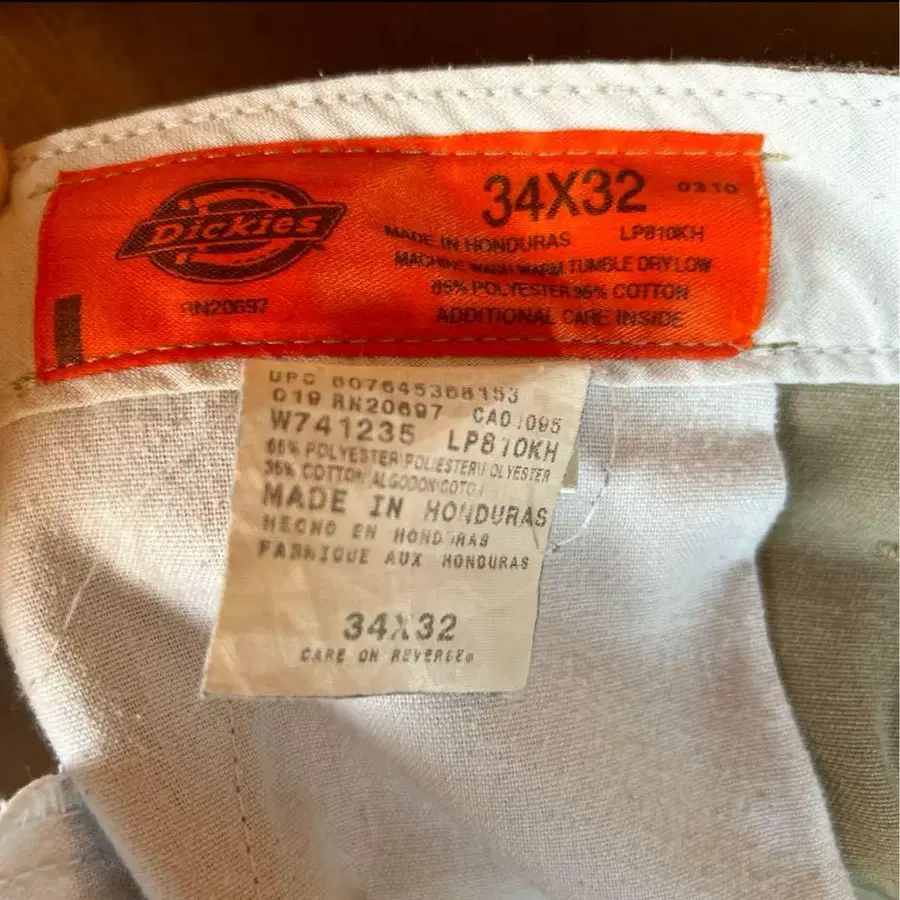 Dickies
RN20697
34X32 0310
MADE IN HONDURAS LP810KH
MACHINE WASH WARM TUMBLE DRY LOW
65% POLYESTER 35% COTTON
ADDITIONAL CARE INSIDE
UPC 607645368153
019 RN20697 CA01095
W741235 LP810KH
65% POLYESTER/POLIESTER/POLYESTER
35% COTTON/ALGODON/COTO
MADE IN HONDURAS
HECHO EN HONDURAS
FABRIQUE AUX HONDURAS
34X32
CARE ON REVERSE